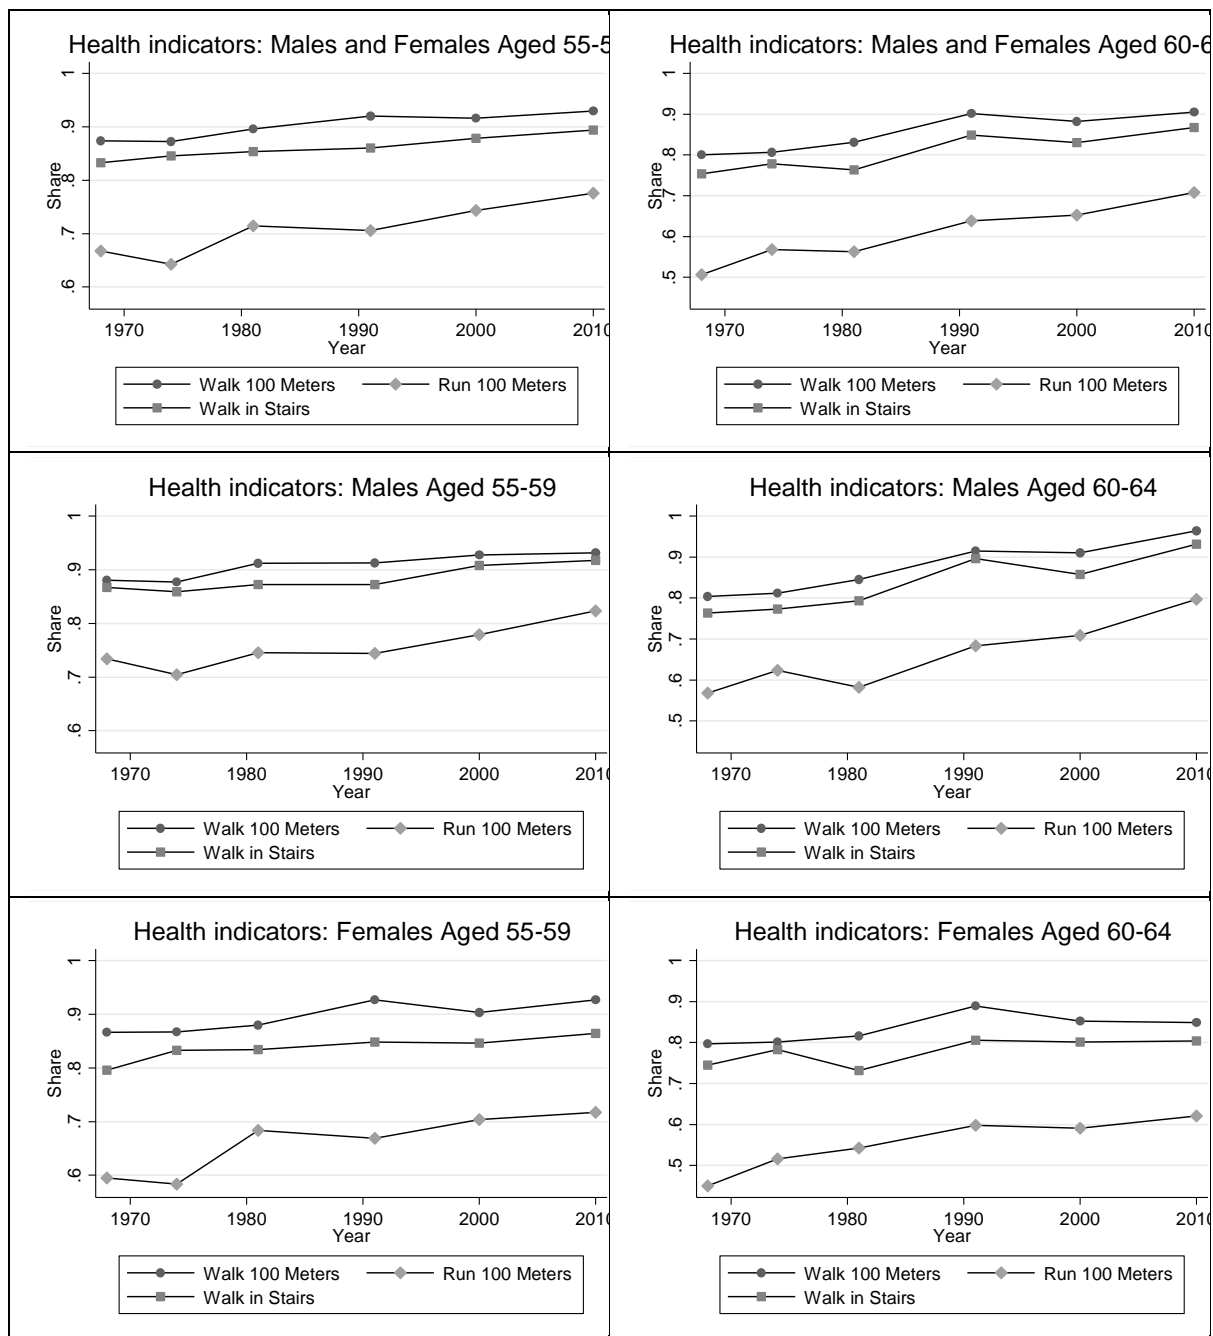 Health indicators: Males and Females Aged 55-5
1
.9
.8
.7
.6
Share
1970 1980 1990 2000 2010
Year
Walk 100 Meters Run 100 Meters
Walk in Stairs
Health indicators: Males and Females Aged 60-6
1
.9
.8
.7
.6
.5
Share
1970 1980 1990 2000 2010
Year
Walk 100 Meters Run 100 Meters
Walk in Stairs
Health indicators: Males Aged 55-59
1
.9
.8
.7
.6
Share
1970 1980 1990 2000 2010
Year
Walk 100 Meters Run 100 Meters
Walk in Stairs
Health indicators: Males Aged 60-64
1
.9
.8
.7
.6
.5
Share
1970 1980 1990 2000 2010
Year
Walk 100 Meters Run 100 Meters
Walk in Stairs
Health indicators: Females Aged 55-59
1
.9
.8
.7
.6
Share
1970 1980 1990 2000 2010
Year
Walk 100 Meters Run 100 Meters
Walk in Stairs
Health indicators: Females Aged 60-64
1
.9
.8
.7
.6
.5
Share
1970 1980 1990 2000 2010
Year
Walk 100 Meters Run 100 Meters
Walk in Stairs